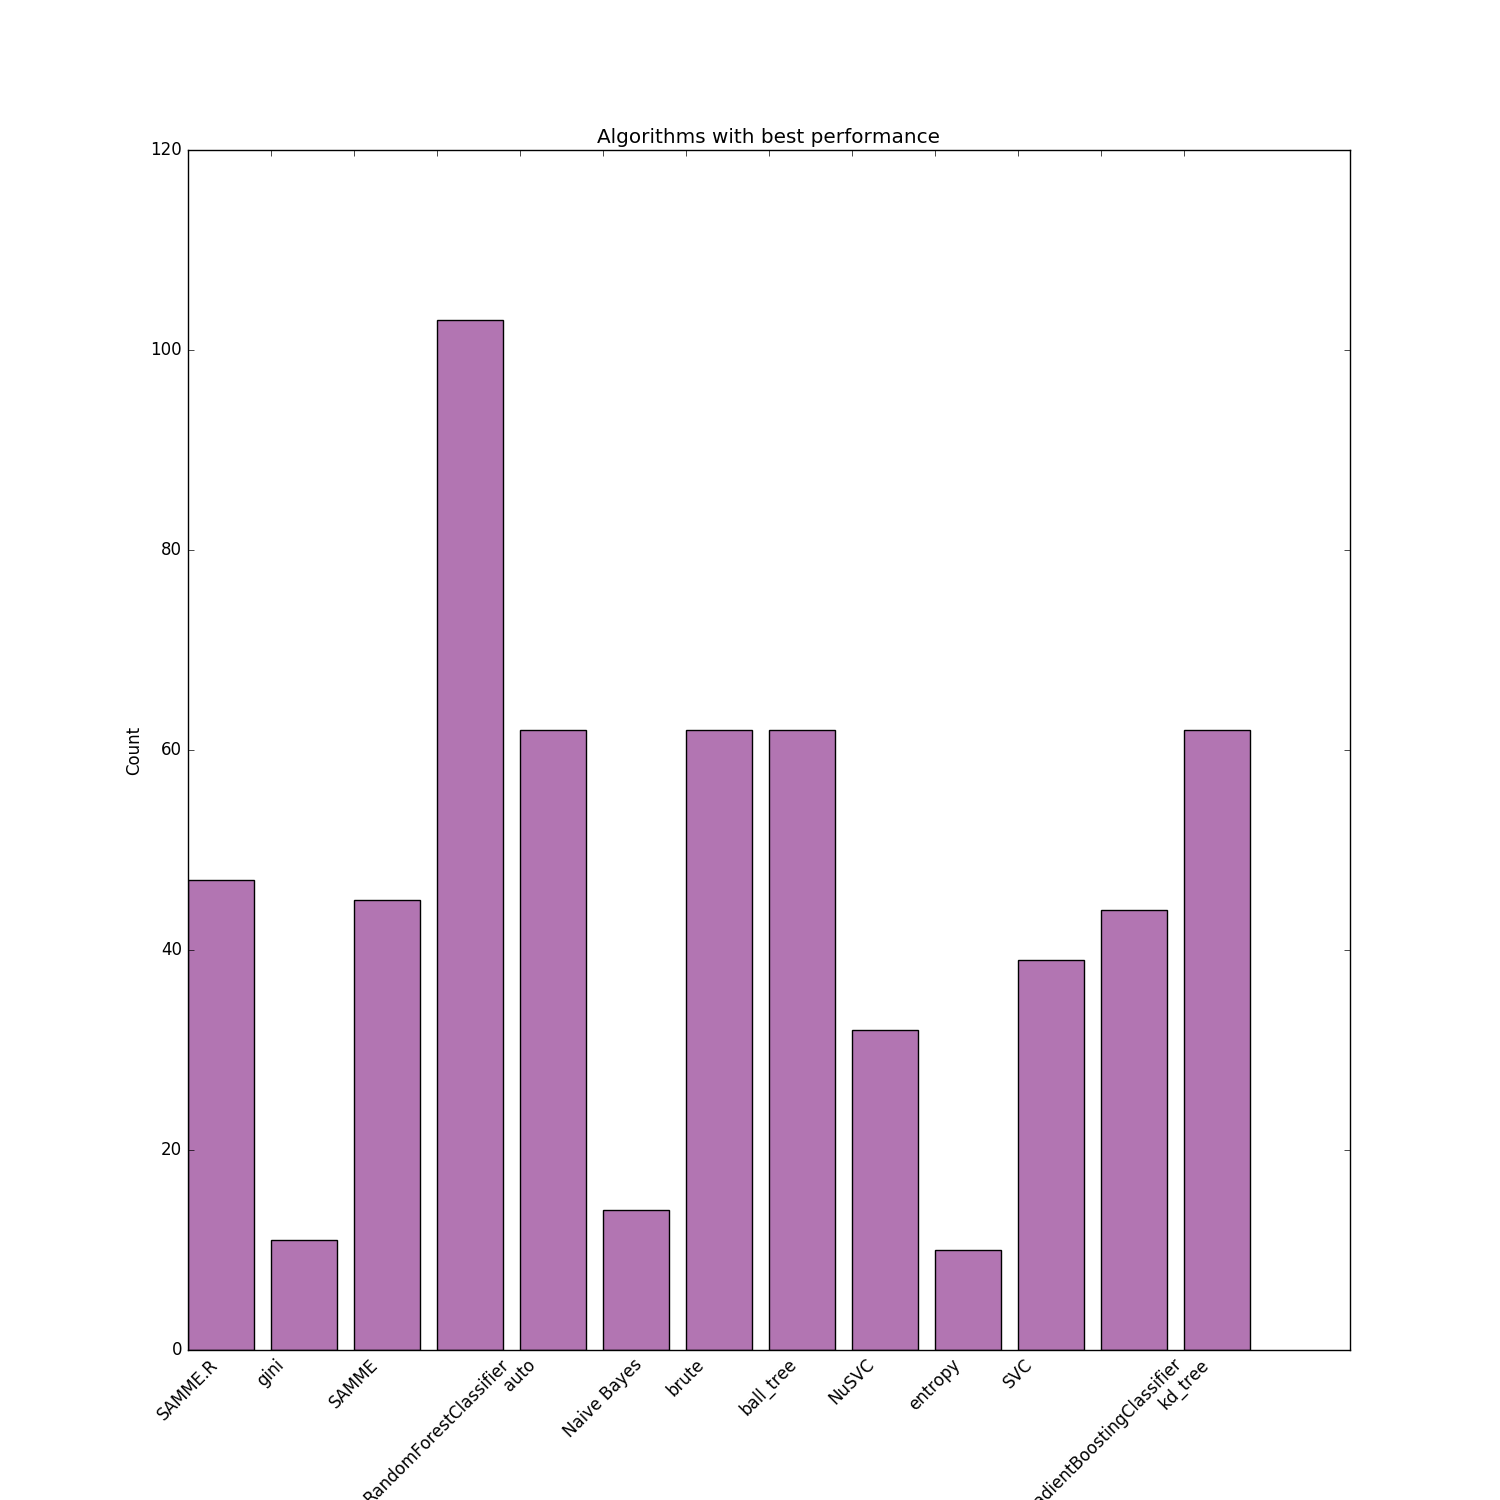 Algorithms with best performance
120
100
80
60
40
20
0
Count
SAMME.R
gini
SAMME
RandomForestClassifier
auto
Naive Bayes
brute
ball_tree
NuSVC
entropy
SVC
adientBoostingClassifier
kd_tree